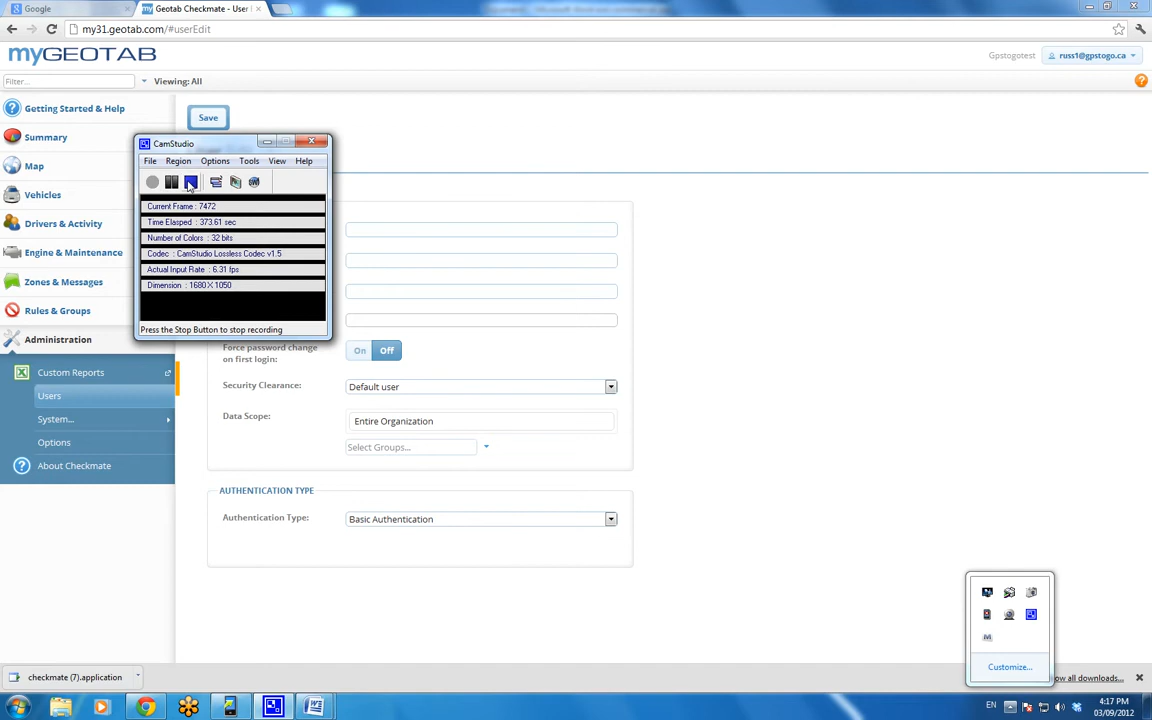 Google
Geotab Checkmate - User
my31.geotab.com/#userEdit
myGEOTAB
Gpstogotest
russ1@gpstogo.ca
Filter...
Viewing: All
Getting Started & Help
Summary
Map
Vehicles
Drivers & Activity
Engine & Maintenance
Zones & Messages
Rules & Groups
Administration
Custom Reports
Users
System...
Options
About Checkmate
Save
CamStudio
File Region Options Tools View Help
Current Frame : 7472
Time Elasped : 373.61 sec
Number of Colors : 32 bits
Codec : CamStudio Lossless Codec v1.5
Actual Input Rate : 6.31 fps
Dimension : 1680 X 1050
Press the Stop Button to stop recording
Force password change
on first login:
On Off
Security Clearance:
Default user
Data Scope:
Entire Organization
Select Groups...
AUTHENTICATION TYPE
Authentication Type:
Basic Authentication
Customize...
checkmate (7).application
ow all downloads...
EN
4:17 PM
03/09/2012